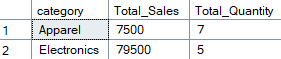 category Total_Sales Total_Quantity
1 Apparel 7500 7
2 Electronics 79500 5